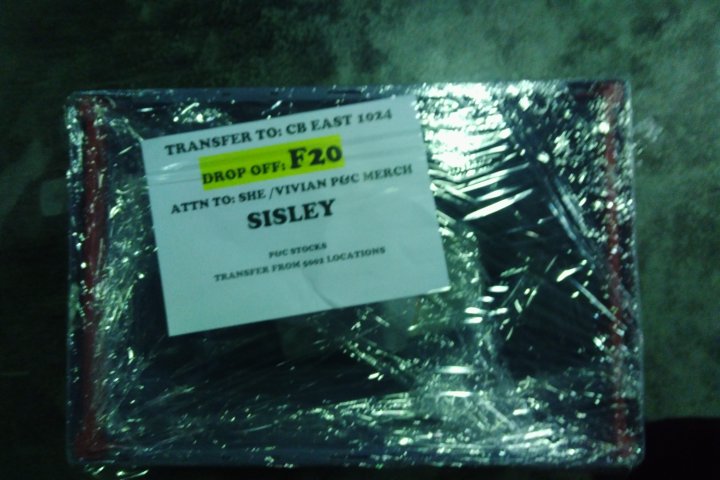 TRANSFER TO: CB EAST 1024
DROP OFF: F20
ATTN TO: SHE /VIVIAN P&C MERCH
SISLEY
P&C STOCKS
TRANSFER FROM 5002 LOCATIONS